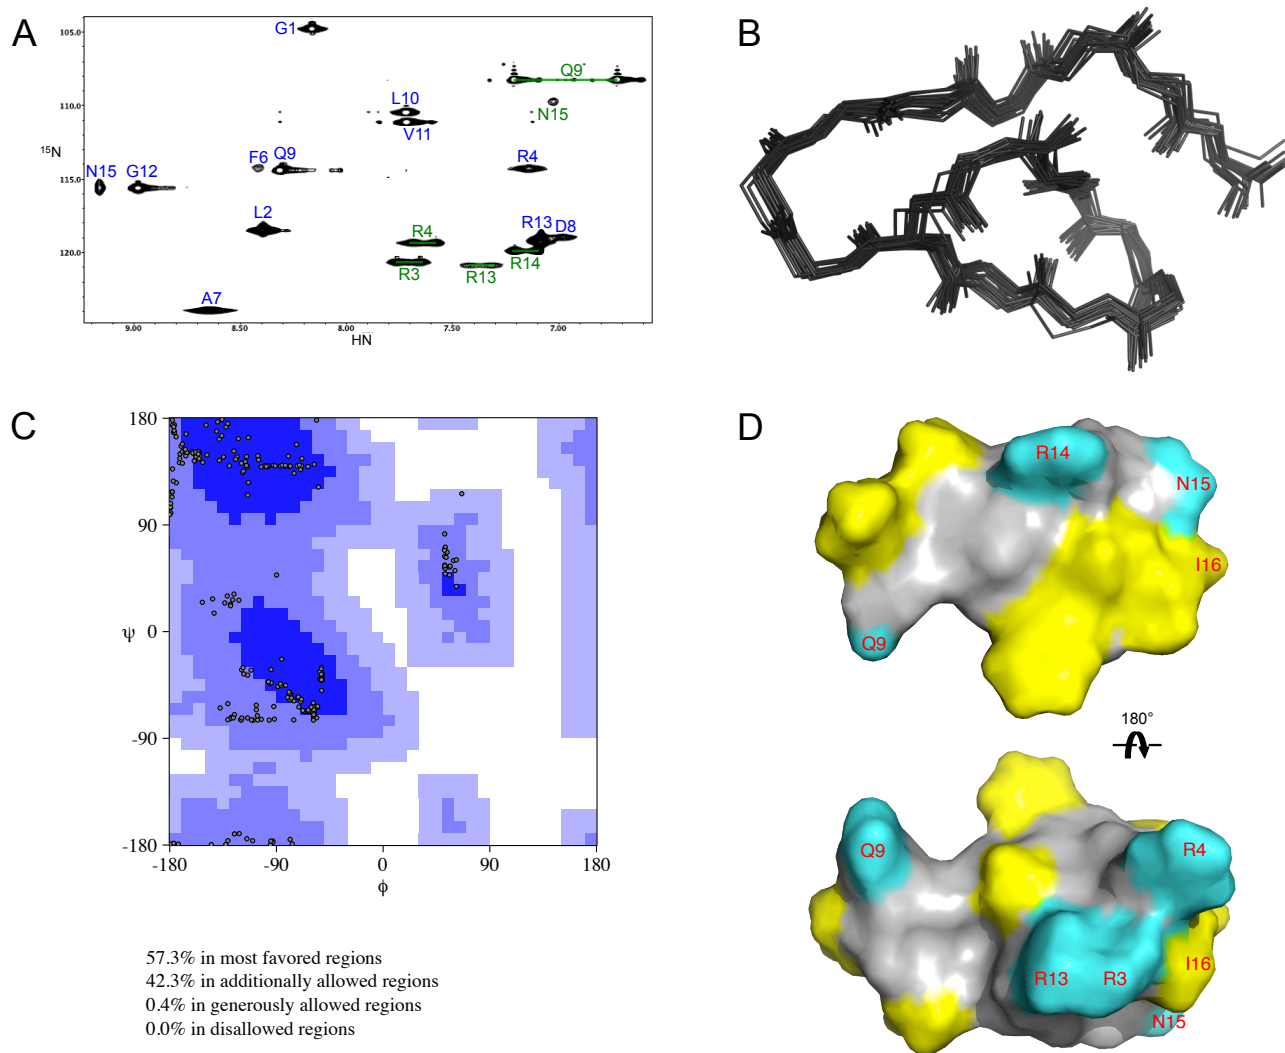 A
B
105.0
G1
Q9
L10
110.0
N15
V11
15N
F6 Q9
R4
N15 G12
115.0
L2
R13
D8
R4
120.0
R14
R3
R13
A7
9.00 8.50 8.00 7.50 7.00
HN
C
D
180
90
ψ 0
-90
-180
-180 -90 0 90 180
ϕ
57.3% in most favored regions
42.3% in additionally allowed regions
0.4% in generously allowed regions
0.0% in disallowed regions
R14
N15
I16
Q9
180°
Q9
R4
I16
R13 R3
N15